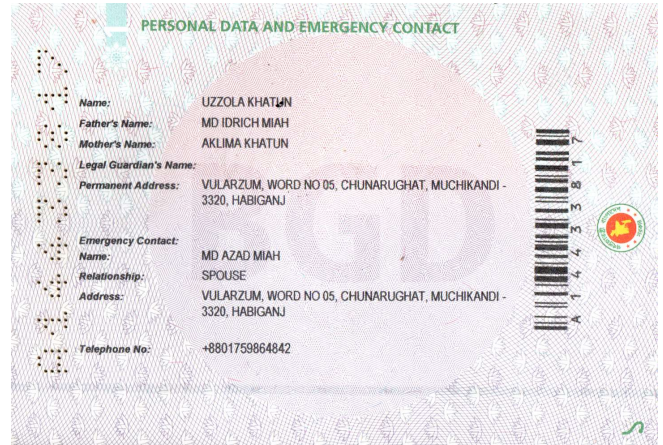 PERSONAL DATA AND EMERGENCY CONTACT
Name: UZZOLA KHATUN
Father's Name: MD IDRICH MIAH
Mother's Name: AKLIMA KHATUN
Legal Guardian's Name:
Permanent Address: VULARZUM, WORD NO 05, CHUNARUGHAT, MUCHIKANDI -
3320, HABIGANJ
Emergency Contact:
Name: MD AZAD MIAH
Relationship: SPOUSE
Address: VULARZUM, WORD NO 05, CHUNARUGHAT, MUCHIKANDI -
3320, HABIGANJ
Telephone No: +8801759864842
BGD
A14433817